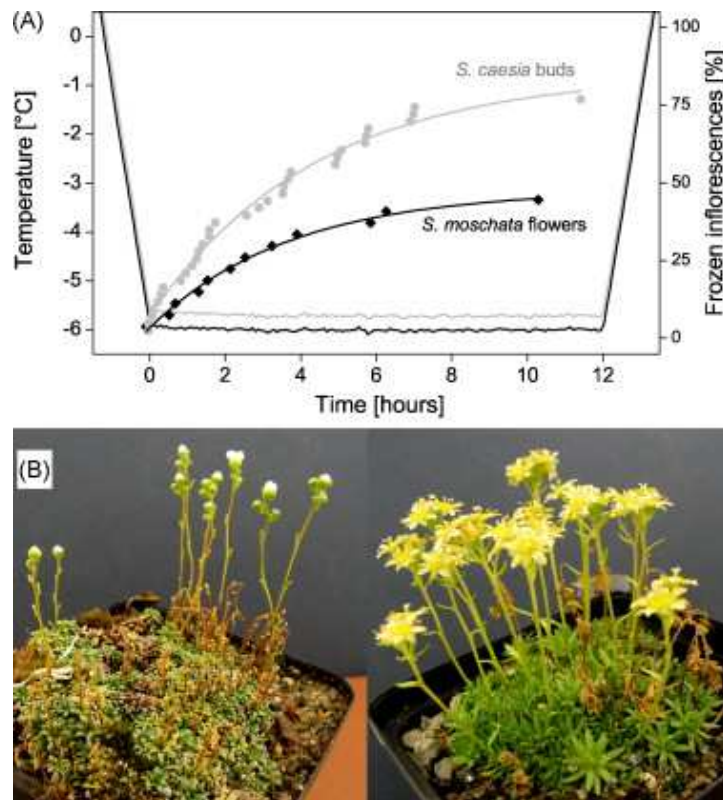 (A)
Temperature [°C]
0
-1
-2
-3
-4
-5
-6
S. caesia buds
S. moschata flowers
100
75
50
25
0
Frozen inflorescences [%]
0
2
4
6
8
10
12
Time [hours]
(B)